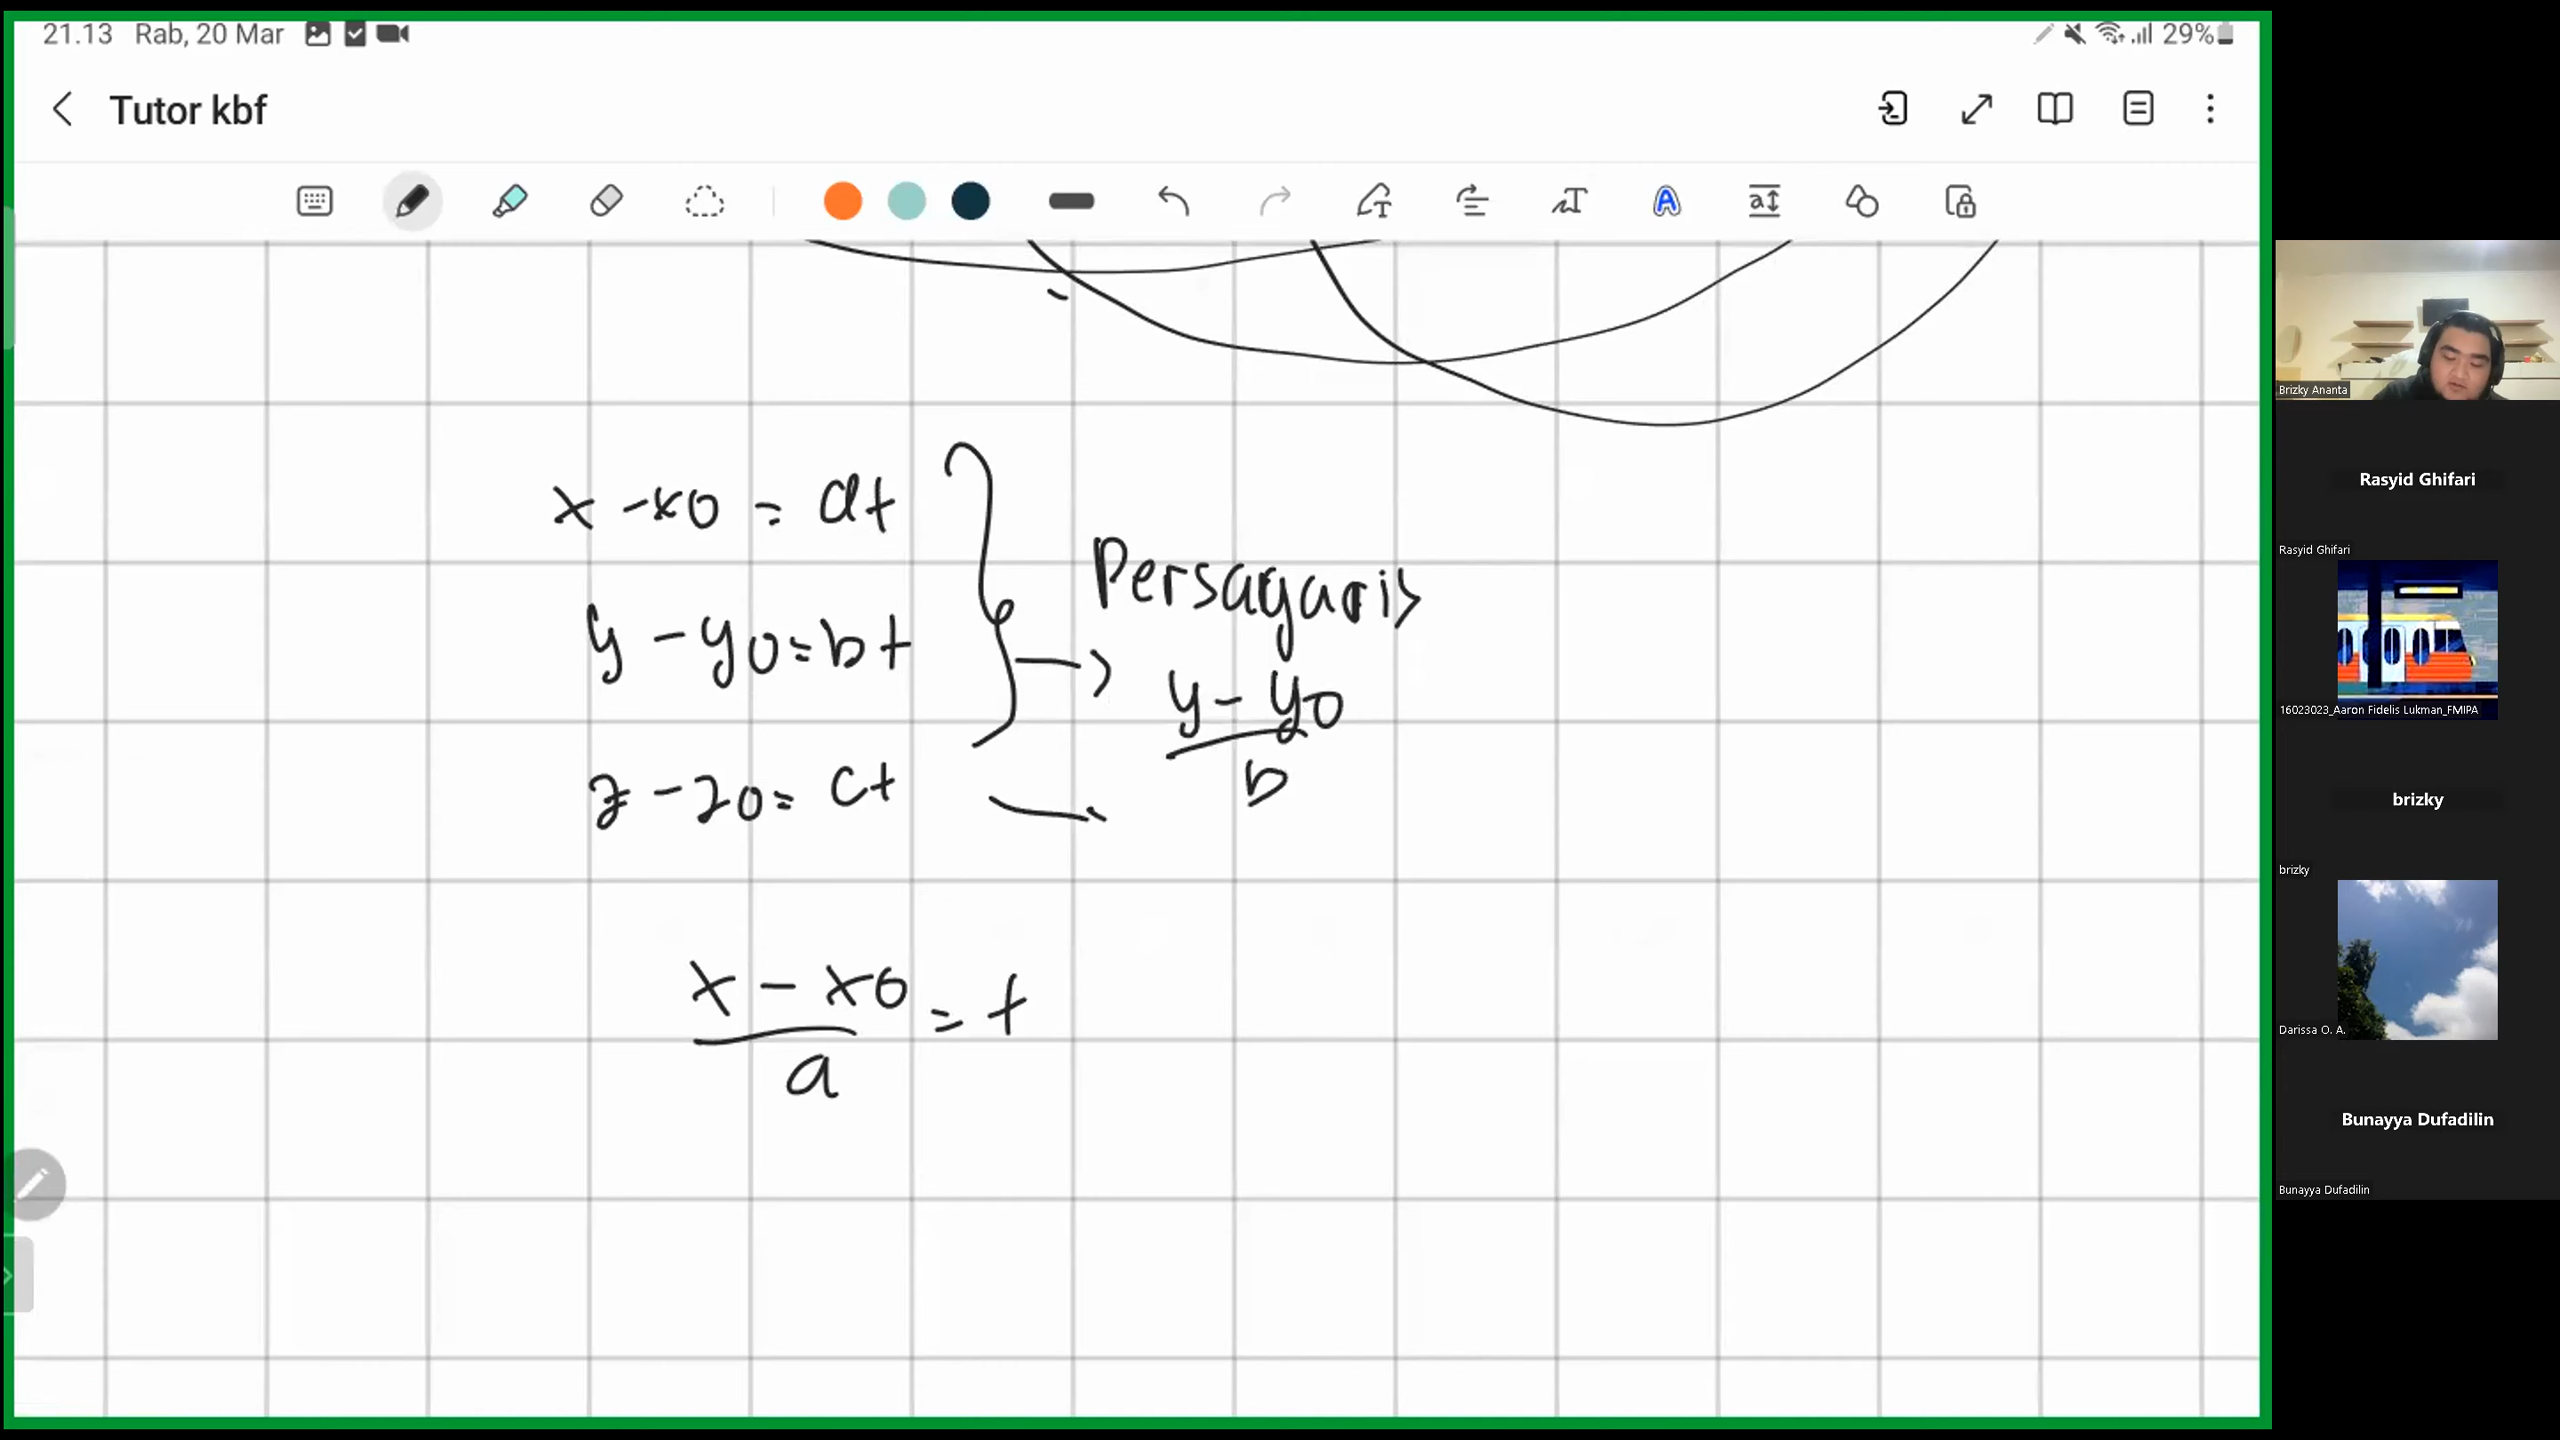 21.13 Rab, 20 Mar
29%
Tutor kbf
x - x0 = at
y - y0 = bt
z - z0 = ct
Persagaris
y - y0
b
x - x0 = t
a
Brizky Ananta
Rasyid Ghifari
Rasyid Ghifari
16023023_Aaron Fidelis Lukman_FMIPA
brizky
brizky
Darissa O. A.
Bunayya Dufadilin
Bunayya Dufadilin